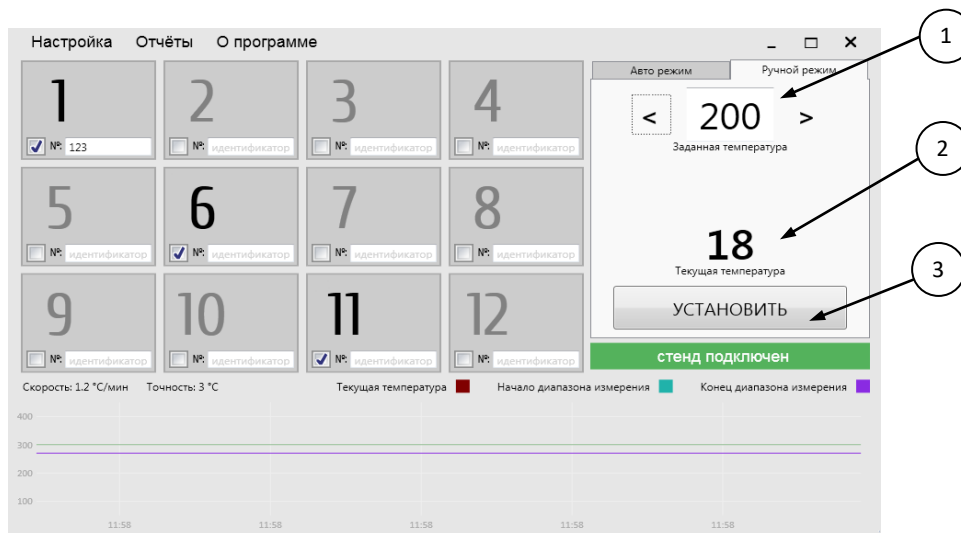 1
Настройка Отчёты О программе
1 2 3 4
№: 123 №: идентификатор №: идентификатор №: идентификатор
Авто режим Ручной режим
< 200 >
Заданная температура
2
5 6 7 8
№: идентификатор №: идентификатор №: идентификатор №: идентификатор
18
Текущая температура
3
УСТАНОВИТЬ
9 10 11 12
№: идентификатор №: идентификатор №: идентификатор №: идентификатор
стенд подключен
Скорость: 1.2 °C/мин Точность: 3 °C Текущая температура Начало диапазона измерения Конец диапазона измерения
400
300
200
100
11:58 11:58 11:58 11:58 11:58